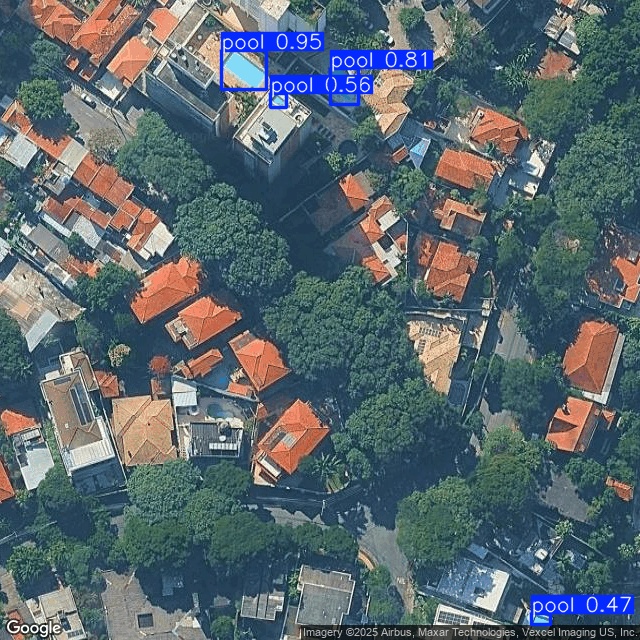 pool 0.95
pool 0.81
pool 0.56
pool 0.47
Google
Imagery ©2025 Airbus, Maxar Technologies, Vexcel Imaging US, Inc.